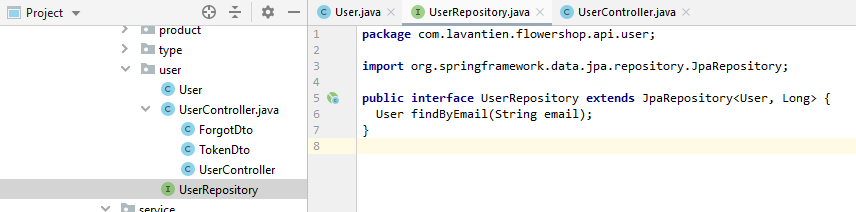 Project
product
type
user
User
UserController.java
ForgotDto
TokenDto
UserController
UserRepository
service
User.java
UserRepository.java
UserController.java
1 package com.lavantien.flowershop.api.user;
2
3 import org.springframework.data.jpa.repository.JpaRepository;
4
5 public interface UserRepository extends JpaRepository<User, Long> {
6 User findByEmail(String email);
7 }
8